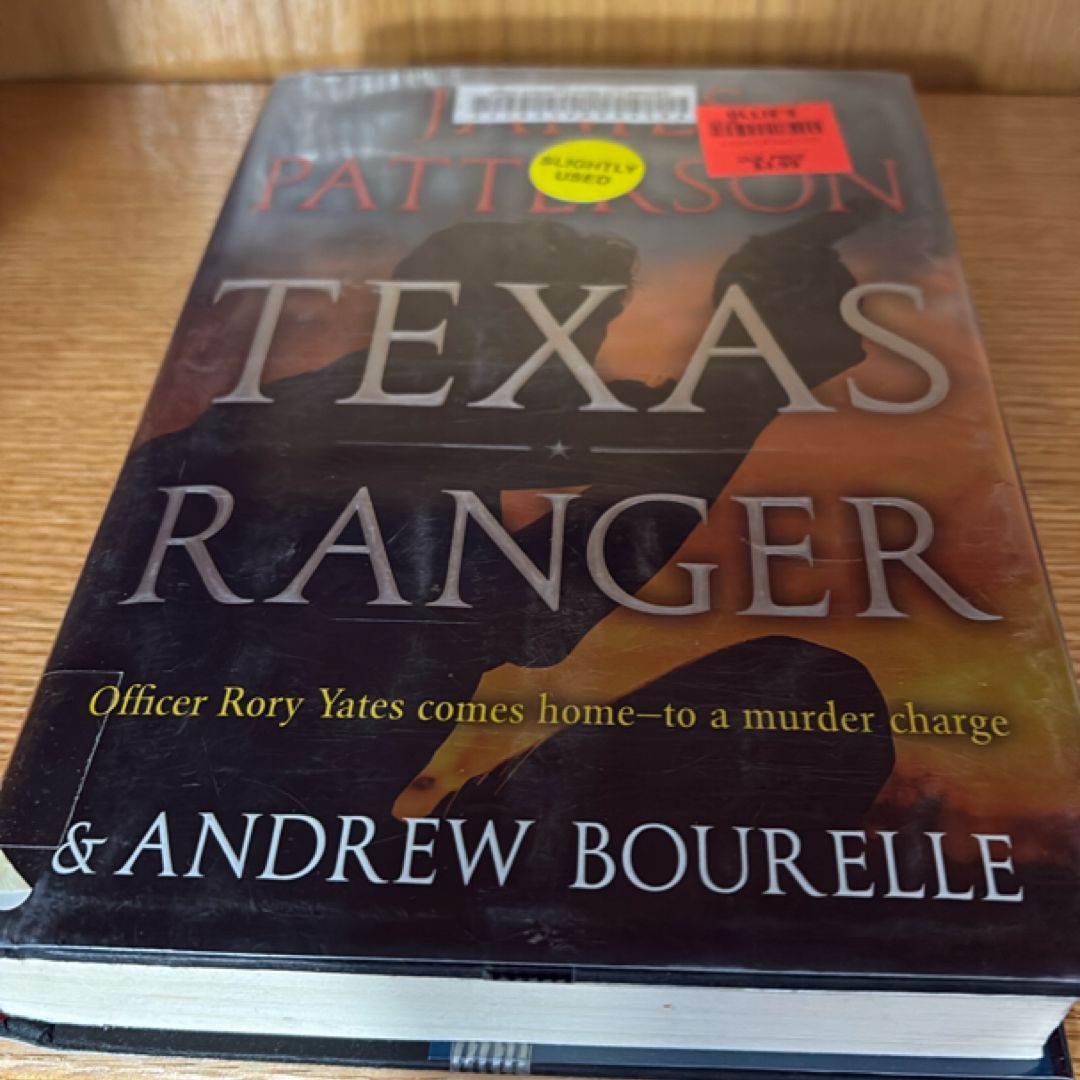 JAMES
PATTERSON
SLIGHTLY
USED
TEXAS
RANGER
Officer Rory Yates comes home—to a murder charge
& ANDREW BOURELLE